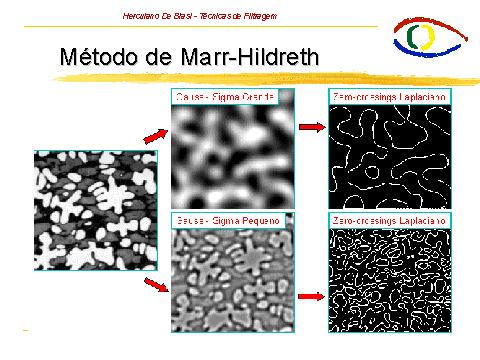 Herculano De Biasi - Técnicas de Filtragem
Método de Marr-Hildreth
Gauss - Sigma Grande
Zero-crossings Laplaciano
Gauss - Sigma Pequeno
Zero-crossings Laplaciano